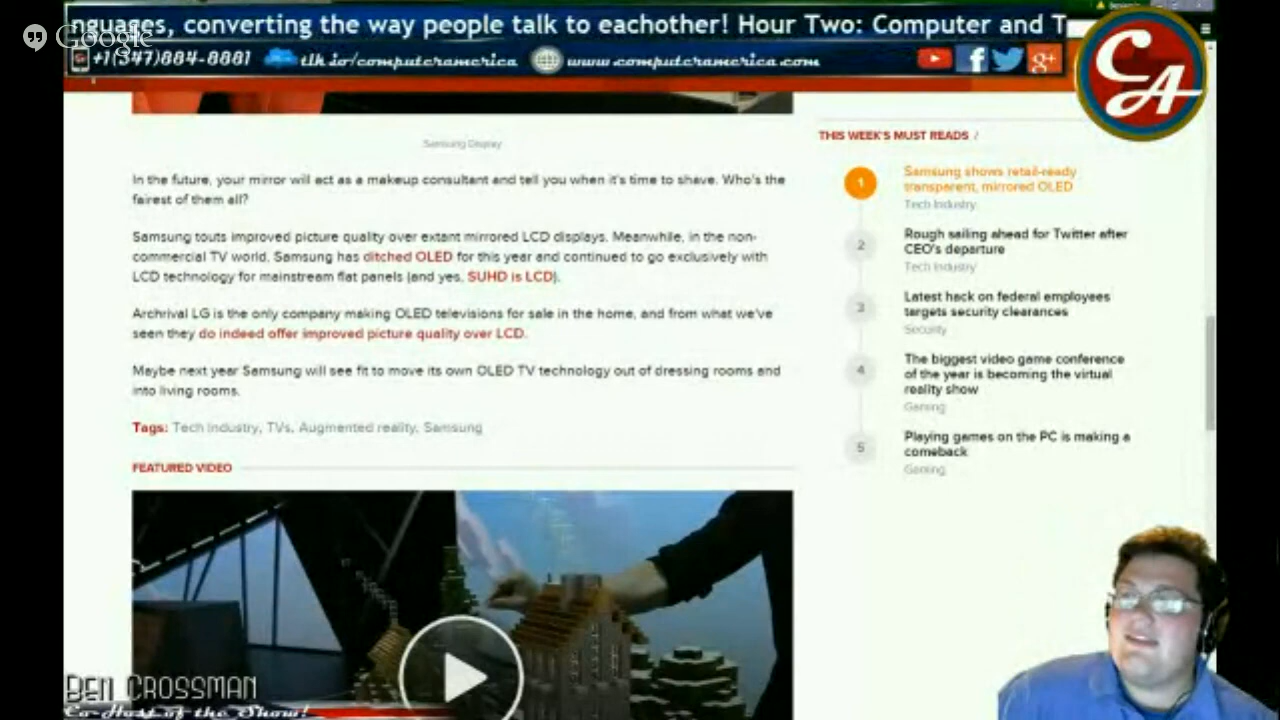 nguages, converting the way people talk to eachother! Hour Two: Computer and T
Google
+1(347)884-8881 tlk.io/computeramerica www.computeramerica.com
CA
Samsung Display
In the future, your mirror will act as a makeup consultant and tell you when it's time to shave. Who's the
fairest of them all?
Samsung touts improved picture quality over extant mirrored LCD displays. Meanwhile, in the non-
commercial TV world, Samsung has ditched OLED for this year and continued to go exclusively with
LCD technology for mainstream flat panels (and yes, SUHD is LCD).
Archrival LG is the only company making OLED televisions for sale in the home, and from what we've
seen they do indeed offer improved picture quality over LCD.
Maybe next year Samsung will see fit to move its own OLED TV technology out of dressing rooms and
into living rooms.
Tags: Tech Industry, TVs, Augmented reality, Samsung
FEATURED VIDEO
THIS WEEK'S MUST READS /
1
Samsung shows retail-ready
transparent, mirrored OLED
Tech Industry
2
Rough sailing ahead for Twitter after
CEO's departure
Tech Industry
3
Latest hack on federal employees
targets security clearances
Security
4
The biggest video game conference
of the year is becoming the virtual
reality show
Gaming
5
Playing games on the PC is making a
comeback
Gaming
BEN CROSSMAN
Co-Host of the Show!